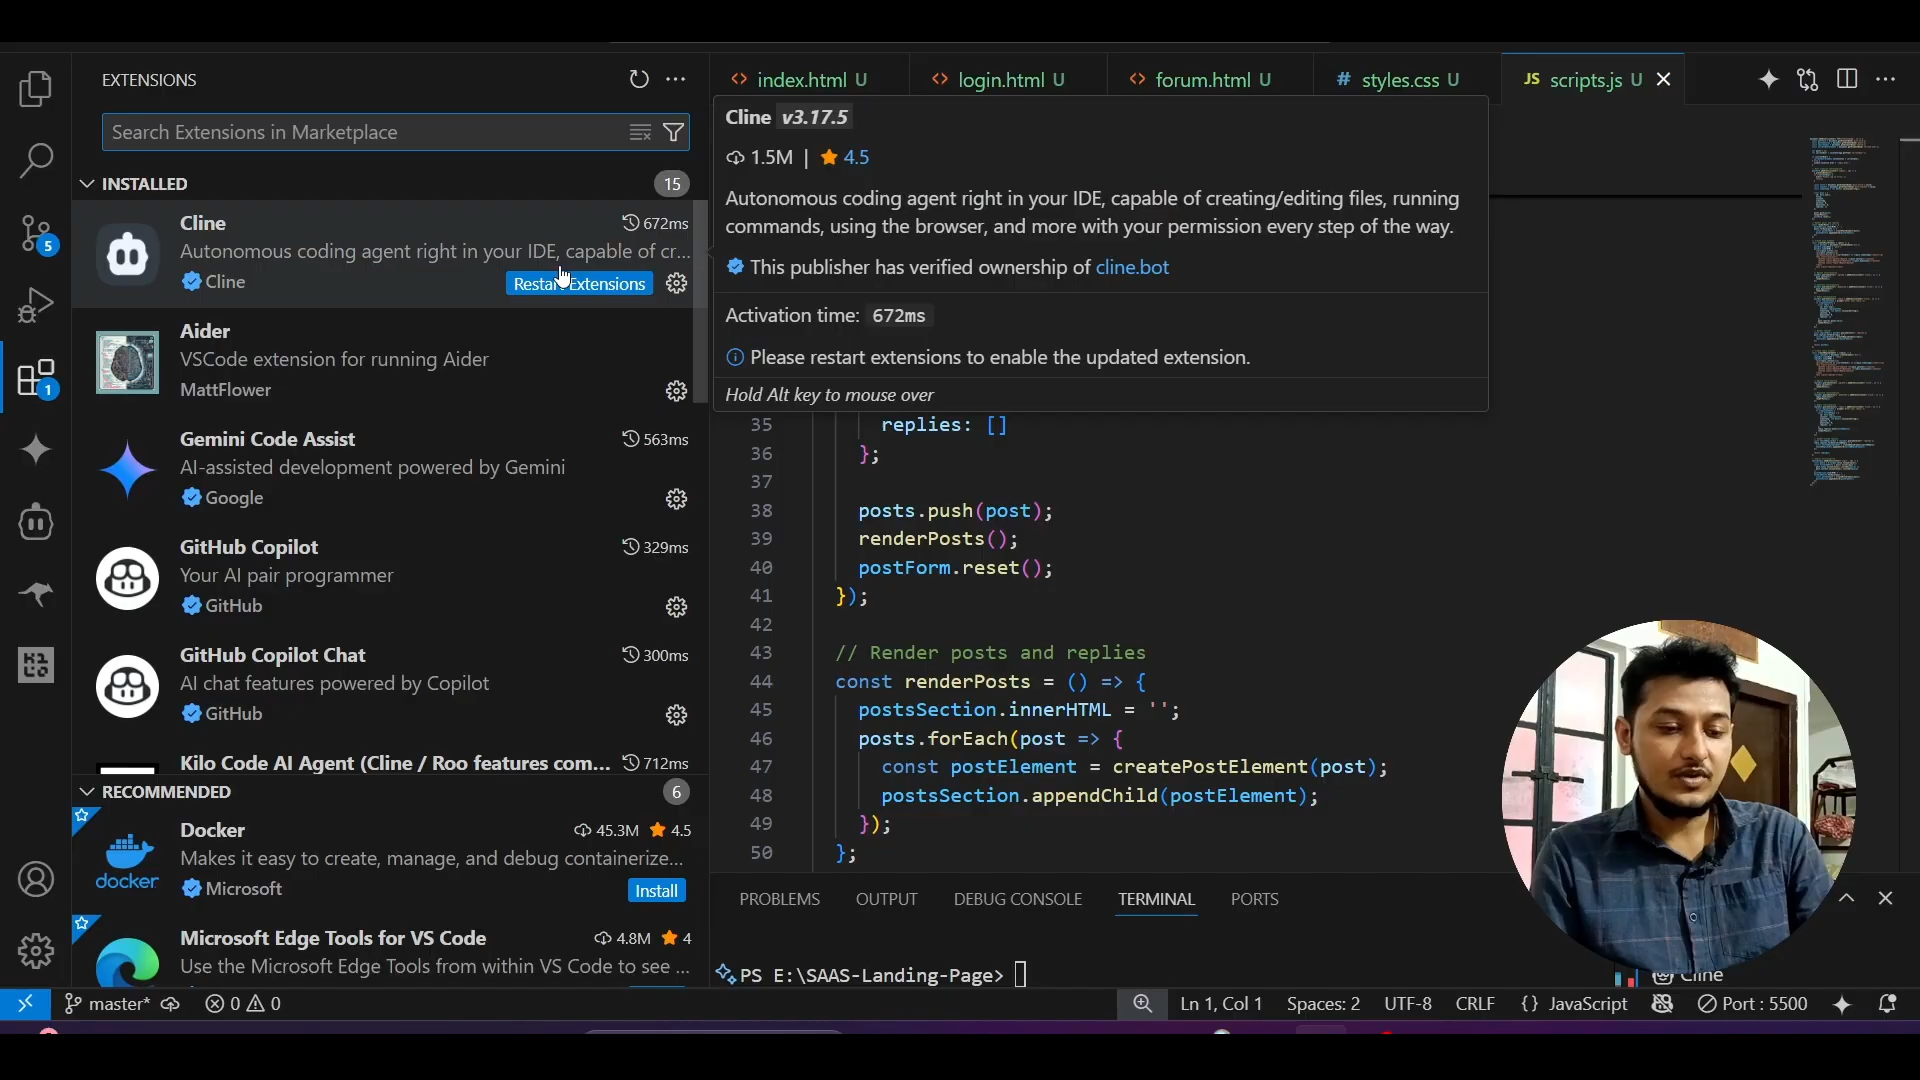 EXTENSIONS
Search Extensions in Marketplace
INSTALLED
15
Cline
672ms
Autonomous coding agent right in your IDE, capable of cr...
Cline
Restart Extensions
Aider
VSCode extension for running Aider
MattFlower
Gemini Code Assist
563ms
AI-assisted development powered by Gemini
Google
GitHub Copilot
329ms
Your AI pair programmer
GitHub
GitHub Copilot Chat
300ms
AI chat features powered by Copilot
GitHub
Kilo Code AI Agent (Cline / Roo features com...
712ms
RECOMMENDED
6
Docker
45.3M
4.5
Makes it easy to create, manage, and debug containerize...
Microsoft
Install
Microsoft Edge Tools for VS Code
4.8M
4
Use the Microsoft Edge Tools from within VS Code to see ...
5
1
index.html U
login.html U
forum.html U
# styles.css U
JS scripts.js U
Cline v3.17.5
1.5M | 4.5
Autonomous coding agent right in your IDE, capable of creating/editing files, running
commands, using the browser, and more with your permission every step of the way.
This publisher has verified ownership of cline.bot
Activation time: 672ms
Please restart extensions to enable the updated extension.
Hold Alt key to mouse over
35 replies: []
36 };
37
38 posts.push(post);
39 renderPosts();
40 postForm.reset();
41 });
42
43 // Render posts and replies
44 const renderPosts = () => {
45 postsSection.innerHTML = '';
46 posts.forEach(post => {
47 const postElement = createPostElement(post);
48 postsSection.appendChild(postElement);
49 });
50 };
PROBLEMS
OUTPUT
DEBUG CONSOLE
TERMINAL
PORTS
PS E:\SAAS-Landing-Page>
Cline
master*
0
0
Ln 1, Col 1
Spaces: 2
UTF-8
CRLF
{} JavaScript
Port : 5500